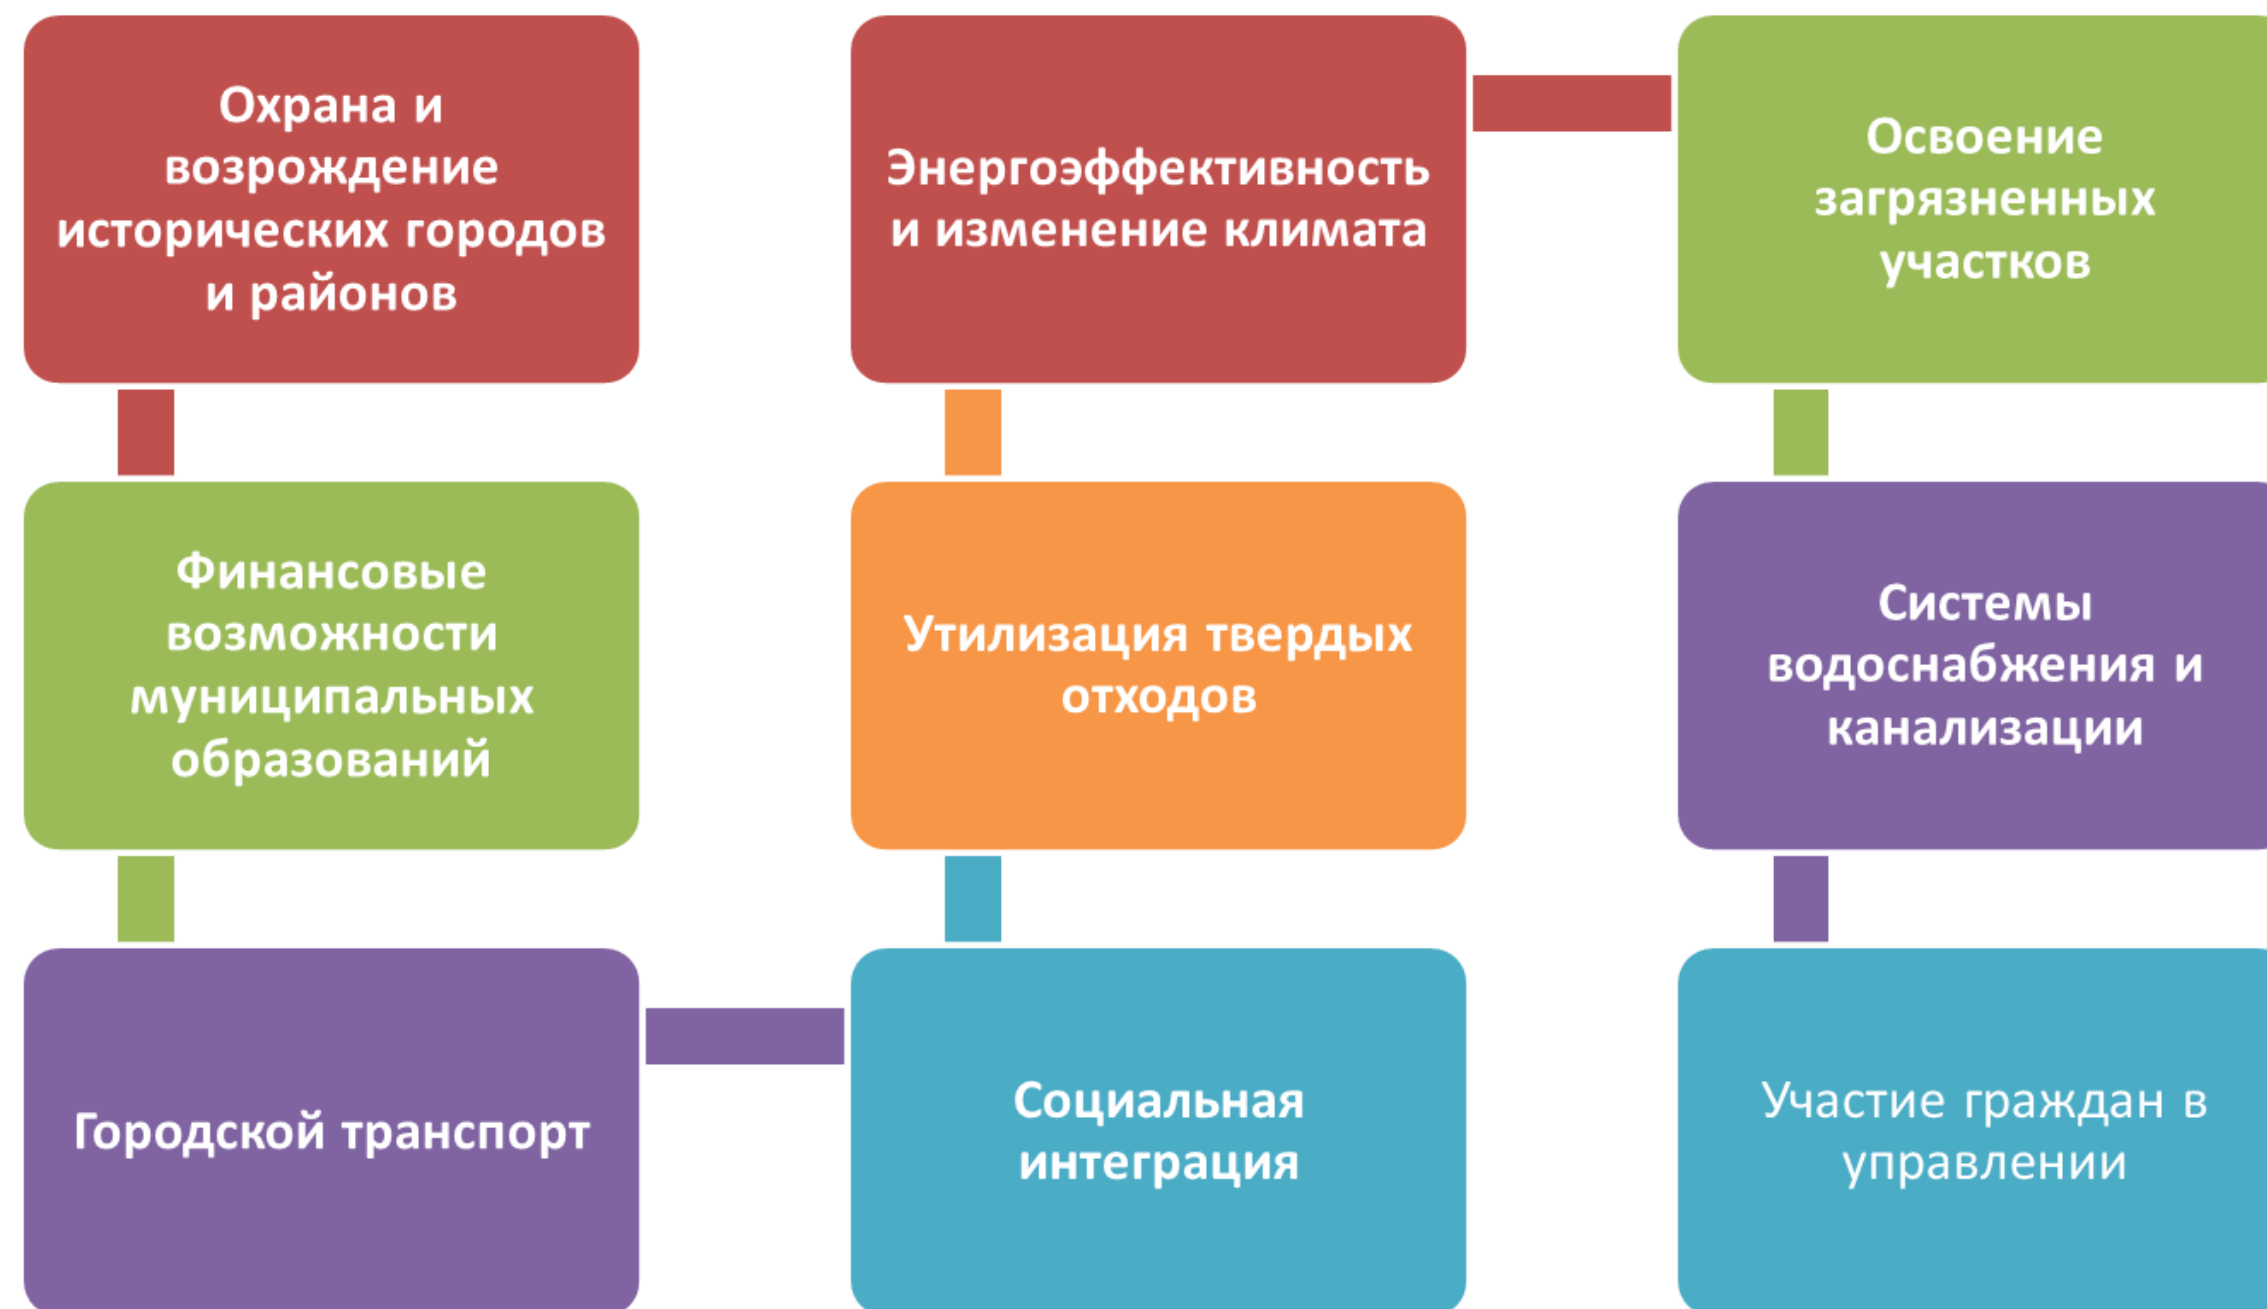 Охрана и
возрождение
исторических городов
и районов
Финансовые
возможности
муниципальных
образований
Городской транспорт
Социальная
интеграция
Утилизация твердых
отходов
Энергоэффективность
и изменение климата
Освоение
загрязненных
участков
Системы
водоснабжения и
канализации
Участие граждан в
управлении